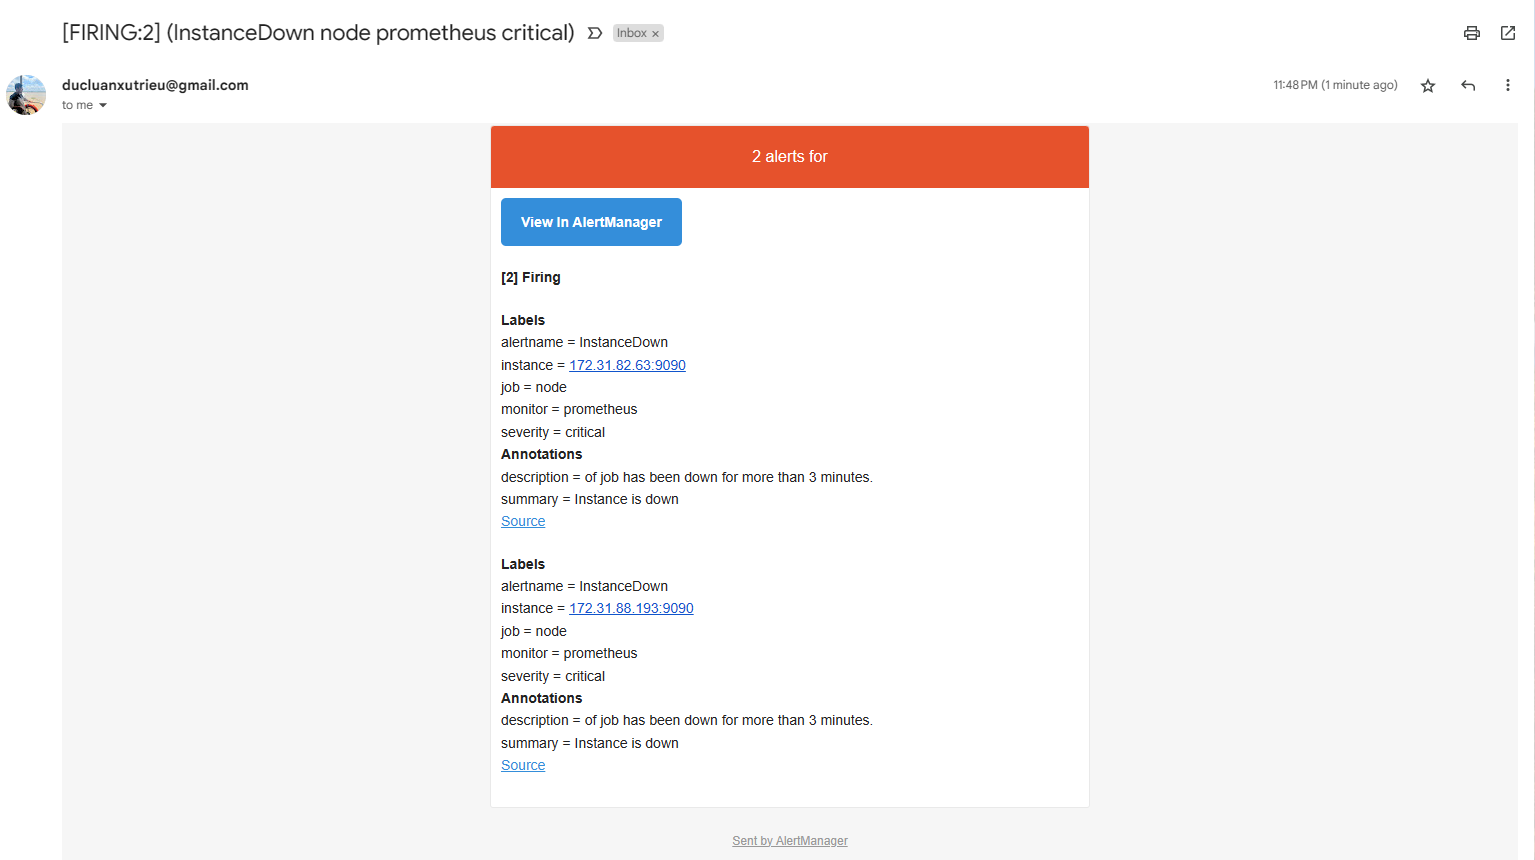 [FIRING:2] (InstanceDown node prometheus critical) Inbox ×
ducluanxutrieu@gmail.com 11:48 PM (1 minute ago)
to me
2 alerts for
View In AlertManager
[2] Firing
Labels
alertname = InstanceDown
instance = 172.31.82.63:9090
job = node
monitor = prometheus
severity = critical
Annotations
description = of job has been down for more than 3 minutes.
summary = Instance is down
Source
Labels
alertname = InstanceDown
instance = 172.31.88.193:9090
job = node
monitor = prometheus
severity = critical
Annotations
description = of job has been down for more than 3 minutes.
summary = Instance is down
Source
Sent by AlertManager